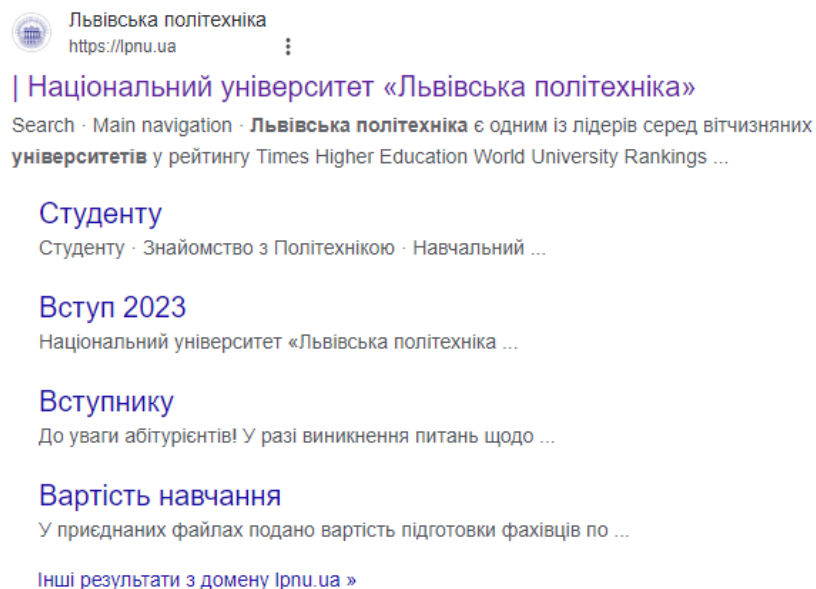 Львівська політехніка
https://lpnu.ua
| Національний університет «Львівська політехніка»
Search · Main navigation · Львівська політехніка є одним із лідерів серед вітчизняних
університетів у рейтингу Times Higher Education World University Rankings ...
Студенту
Студенту · Знайомство з Політехнікою · Навчальний ...
Вступ 2023
Національний університет «Львівська політехніка ...
Вступнику
До уваги абітурієнтів! У разі виникнення питань щодо ...
Вартість навчання
У приєднаних файлах подано вартість підготовки фахівців по ...
Інші результати з домену lpnu.ua »